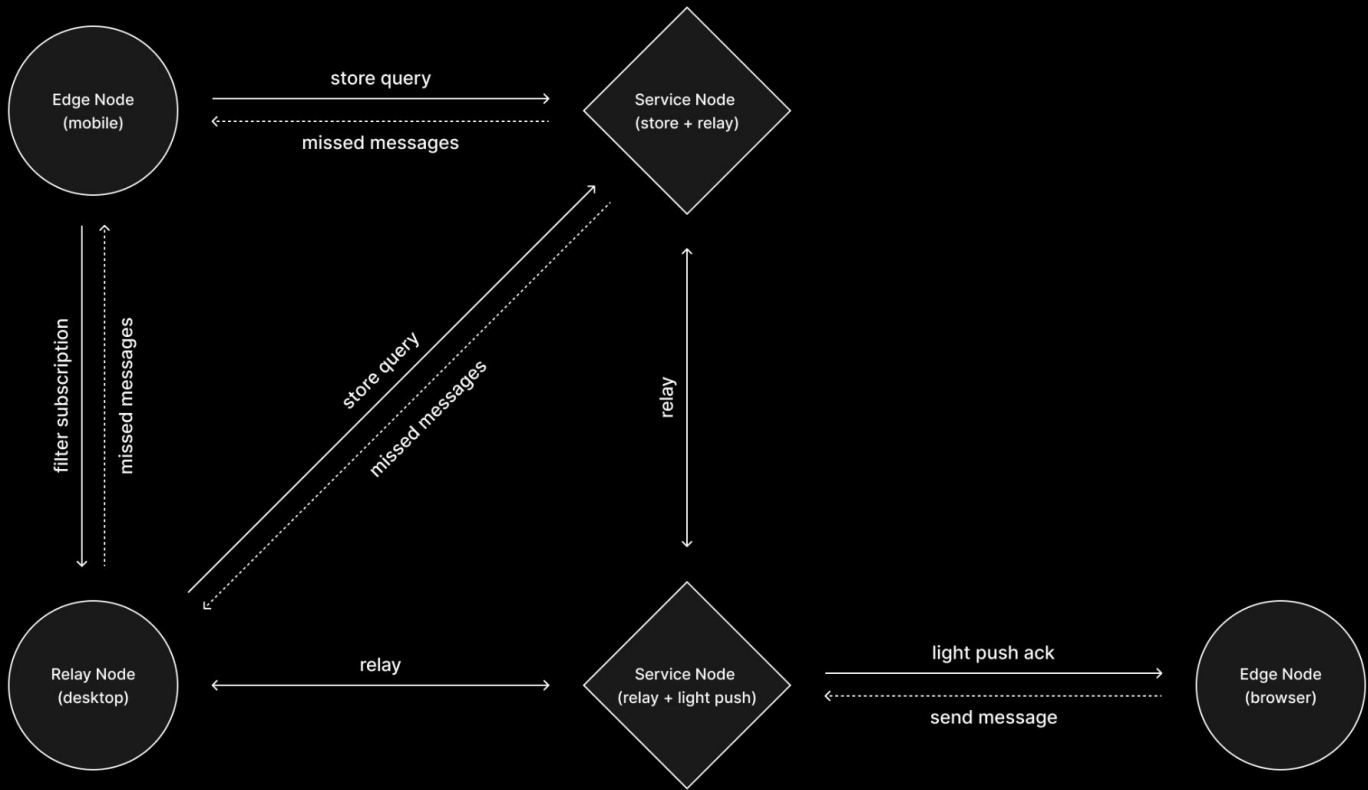 store query
Edge Node
(mobile)
Service Node
(store + relay)
missed messages
filter subscription
missed messages
store query
missed messages
relay
Relay Node
(desktop)
relay
Service Node
(relay + light push)
light push ack
send message
Edge Node
(browser)